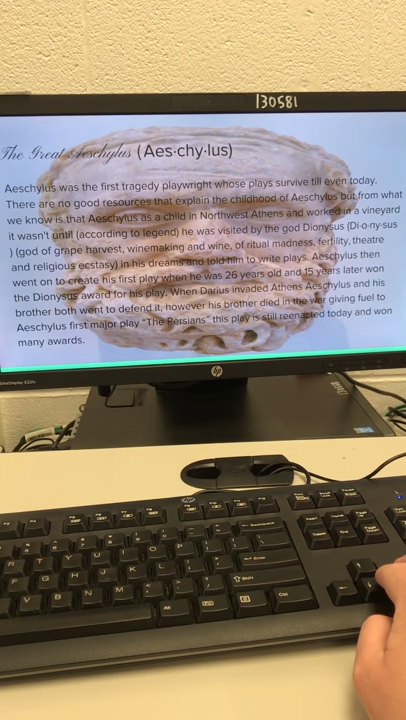 130581
The Great Aeschylus (Aes·chy·lus)
Aeschylus was the first tragedy playwright whose plays survive till even today.
There are no good resources that explain the childhood of Aeschylus but from what
we know is that Aeschylus as a child in Northwest Athens and worked in a vineyard
it wasn't until (according to legend) he was visited by the god Dionysus (Di-o-ny-sus
) (god of grape harvest, winemaking and wine, of ritual madness, fertility, theatre
and religious ecstasy) in his dreams and told him to write plays. Aeschylus then
went on to create his first play when he was 26 years old and 15 years later won
the Dionysus award for his play. When Darius invaded Athens Aeschylus and his
brother both went to defend it, however his brother died in the war giving fuel to
Aeschylus first major play “The Persians” this play is still reenacted today and won
many awards.
hp
EliteDisplay
hp
Backspace
Y U O P
T Enter
F G H J K L
Shift
V B N M
Alt Ctrl